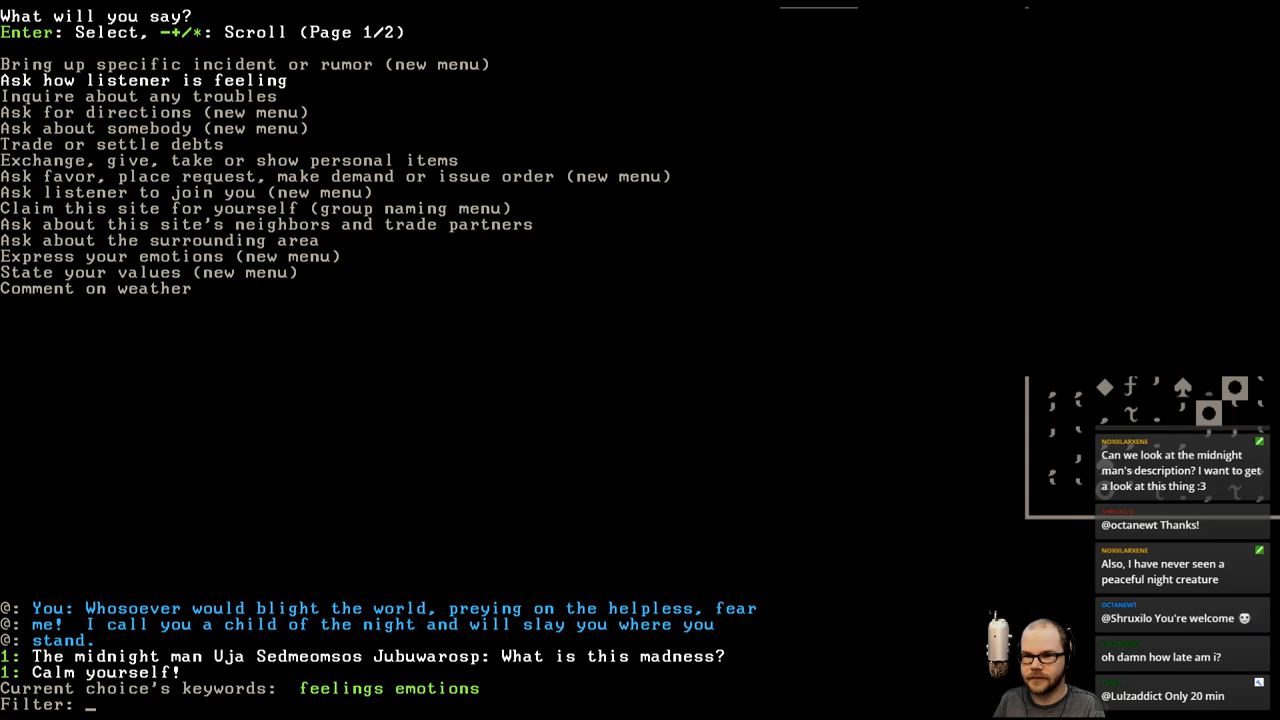 What will you say?
Enter: Select, -+/*: Scroll (Page 1/2)
Bring up specific incident or rumor (new menu)
Ask how listener is feeling
Inquire about any troubles
Ask for directions (new menu)
Ask about somebody (new menu)
Trade or settle debts
Exchange, give, take or show personal items
Ask favor, place request, make demand or issue order (new menu)
Ask listener to join you (new menu)
Claim this site for yourself (group naming menu)
Ask about this site's neighbors and trade partners
Ask about the surrounding area
Express your emotions (new menu)
State your values (new menu)
Comment on weather
NOXIILARXENE
Can we look at the midnight
man's description? I want to get
a look at this thing :3
@octanewt Thanks!
NOXIILARXENE
Also, I have never seen a
peaceful night creature
OCTANEWT
@Shruxilo You're welcome
oh damn how late am i?
@Lulzaddict Only 20 min
@: You: Whosoever would blight the world, preying on the helpless, fear
@: me!  I call you a child of the night and will slay you where you
@: stand.
1: The midnight man Uja Sedmeomsos Jubuwarosp: What is this madness?
1: Calm yourself!
Current choice's keywords:  feelings emotions
Filter: _